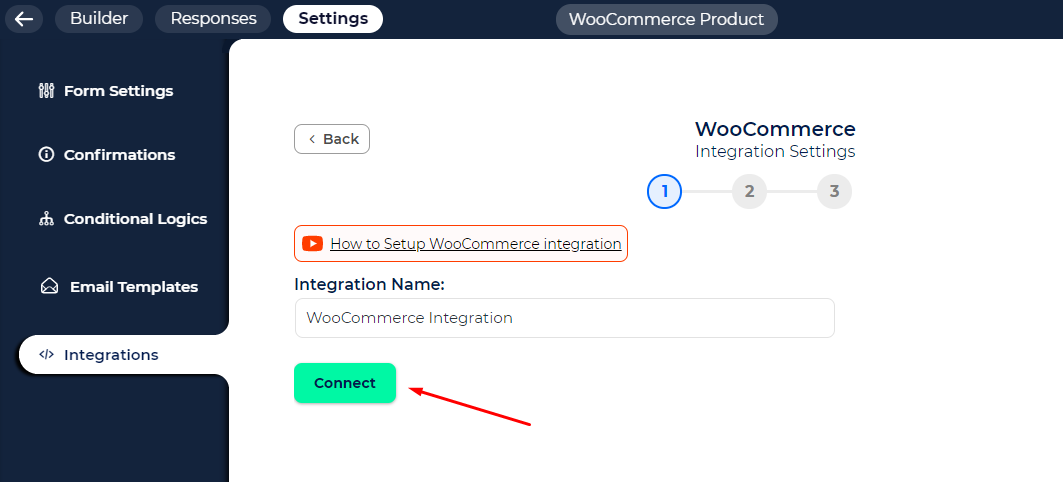 Builder
Responses
Settings
WooCommerce Product
Form Settings
Confirmations
Conditional Logics
Email Templates
Integrations
Back
WooCommerce
Integration Settings
1
2
3
How to Setup WooCommerce integration
Integration Name:
WooCommerce Integration
Connect